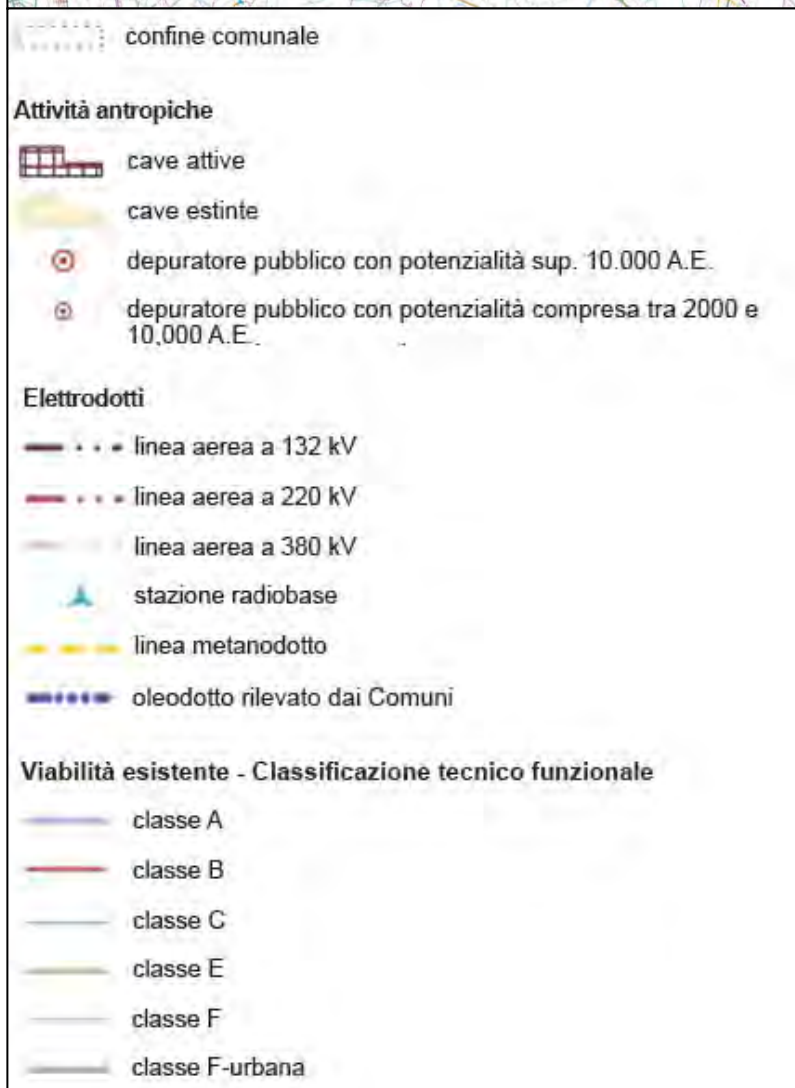 confine comunale
Attività antropiche
cave attive
cave estinte
depuratore pubblico con potenzialità sup. 10.000 A.E.
depuratore pubblico con potenzialità compresa tra 2000 e
10,000 A.E.
Elettrodotti
linea aerea a 132 kV
linea aerea a 220 kV
linea aerea a 380 kV
stazione radiobase
linea metanodotto
oleodotto rilevato dai Comuni
Viabilità esistente - Classificazione tecnico funzionale
classe A
classe B
classe C
classe E
classe F
classe F-urbana